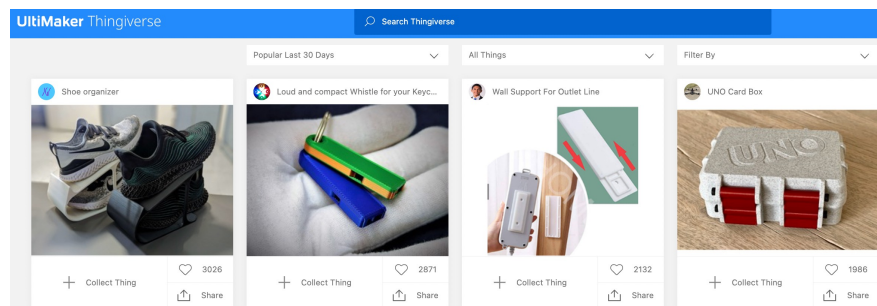 UltiMaker Thingiverse
Search Thingiverse
Popular Last 30 Days
All Things
Filter By
Shoe organizer
Loud and compact Whistle for your Keyc...
Wall Support For Outlet Line
UNO Card Box
UNO
Collect Thing
3026
Share
Collect Thing
2871
Share
Collect Thing
2132
Share
Collect Thing
1986
Share